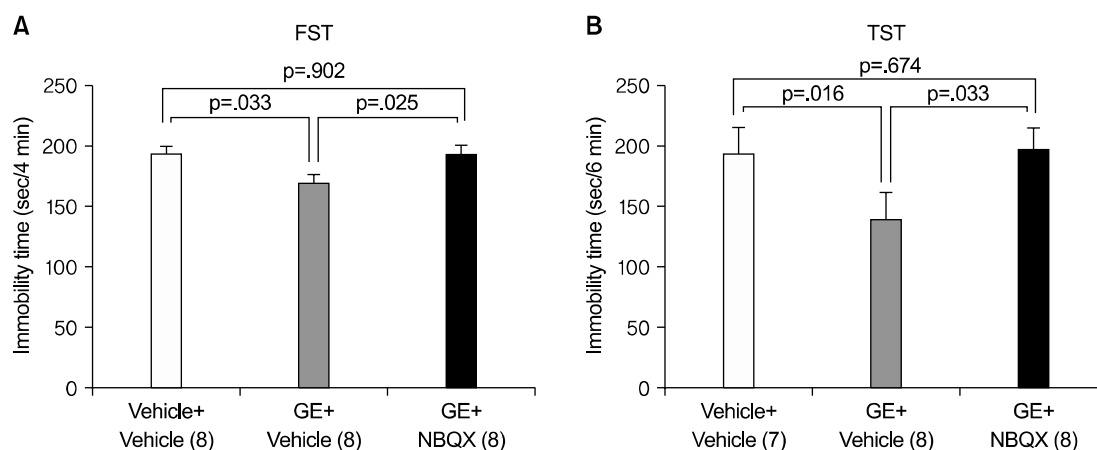 A
FST
p=.902
p=.033
p=.025
Immobility time (sec/4 min)
250
200
150
100
50
0
Vehicle+
Vehicle (8)
GE+
Vehicle (8)
GE+
NBQX (8)
B
TST
p=.674
p=.016
p=.033
Immobility time (sec/6 min)
250
200
150
100
50
0
Vehicle+
Vehicle (7)
GE+
Vehicle (8)
GE+
NBQX (8)